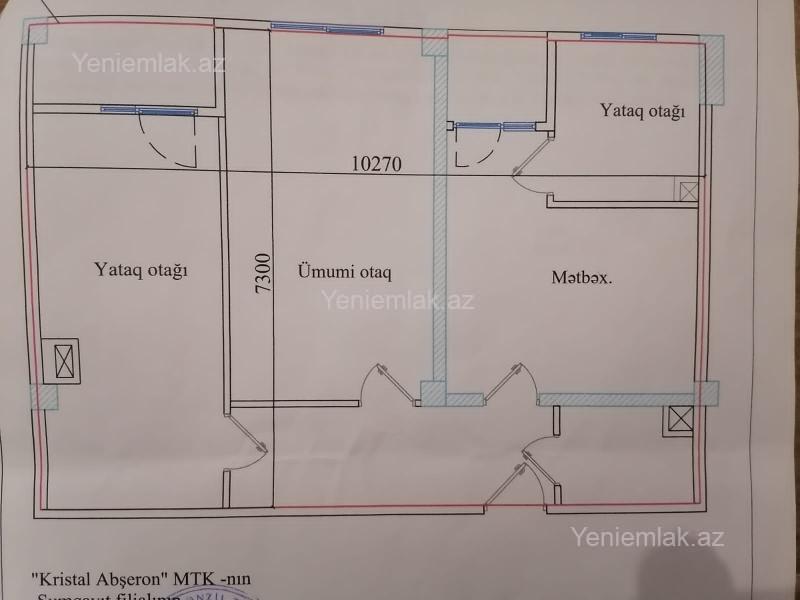 Yeniemlak.az
Yataq otağı
10270
Yataq otağı
7300
Ümumi otaq
Mətbəx.
Yeniemlak.az
Yeniemlak.az
"Kristal Abşeron" MTK -nın
Sumqayıt filialının